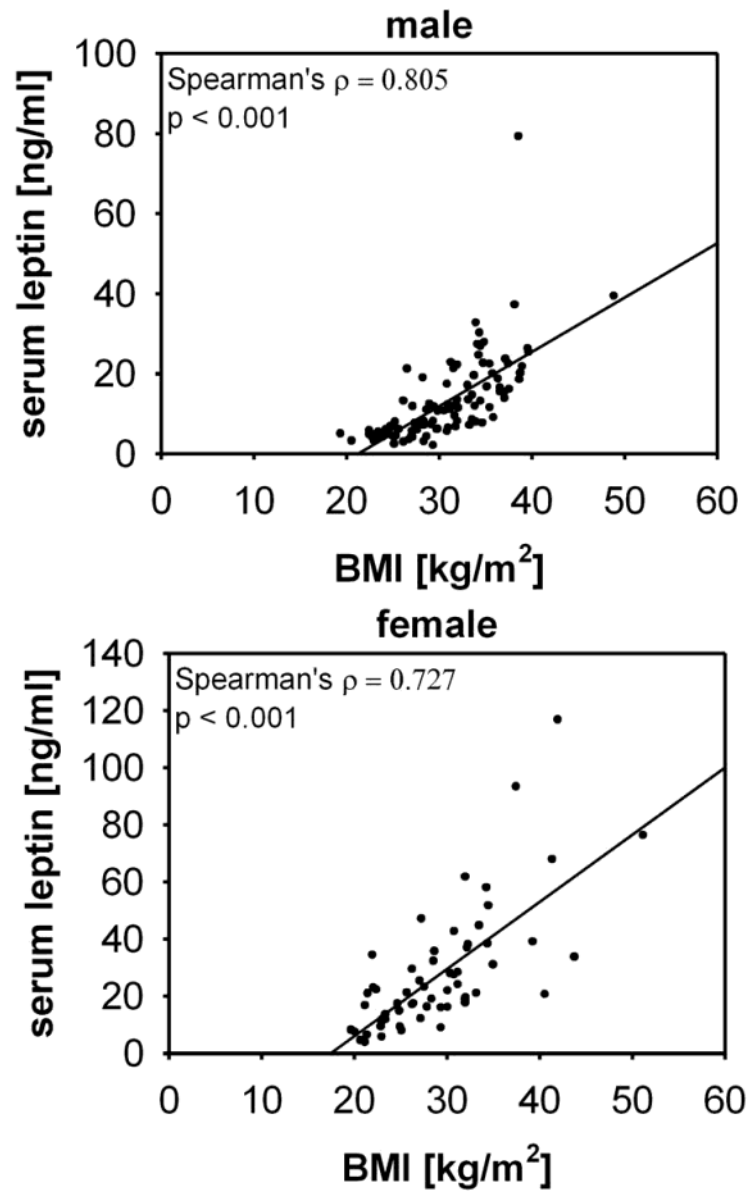 male
Spearman's ρ = 0.805
p < 0.001
serum leptin [ng/ml]
100
80
60
40
20
0
0 10 20 30 40 50 60
BMI [kg/m²]
female
Spearman's ρ = 0.727
p < 0.001
serum leptin [ng/ml]
140
120
100
80
60
40
20
0
0 10 20 30 40 50 60
BMI [kg/m²]